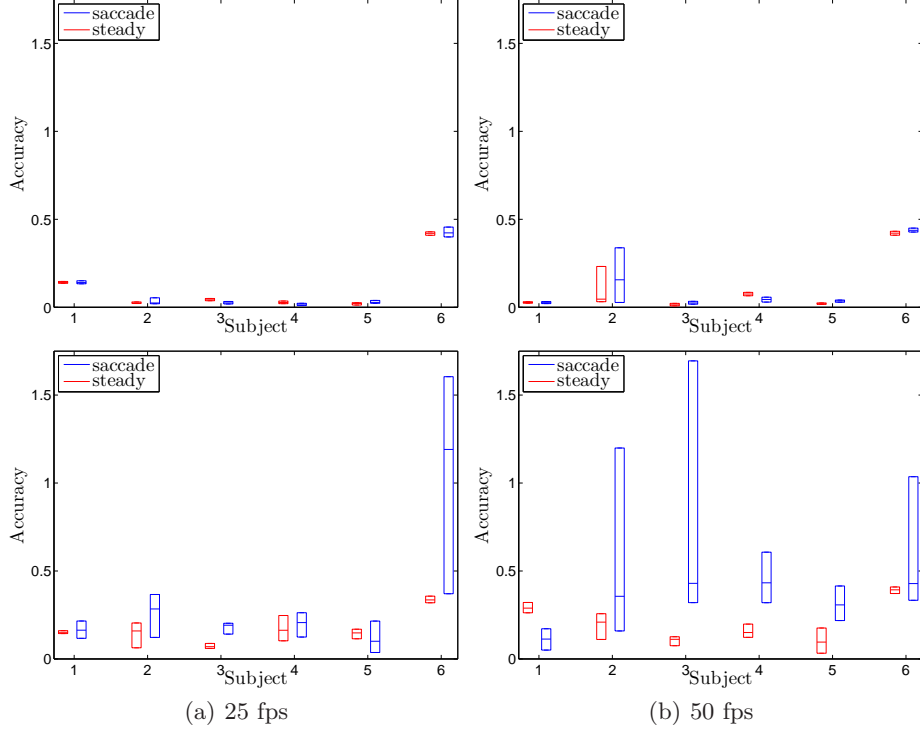 saccade
steady
1.5
1
0.5
0
Accuracy
1 2 3 4 5 6
Subject
saccade
steady
1.5
1
0.5
0
Accuracy
1 2 3 4 5 6
Subject
saccade
steady
1.5
1
0.5
0
Accuracy
1 2 3 4 5 6
Subject
saccade
steady
1.5
1
0.5
0
Accuracy
1 2 3 4 5 6
Subject
(a) 25 fps
(b) 50 fps